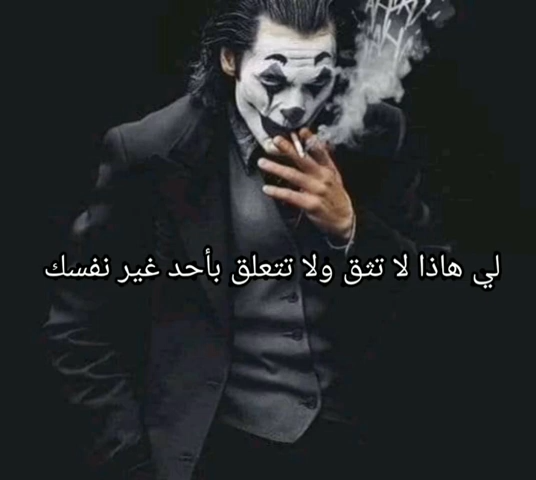 لي هاذا لا تثق ولا تتعلق بأحد غير نفسك